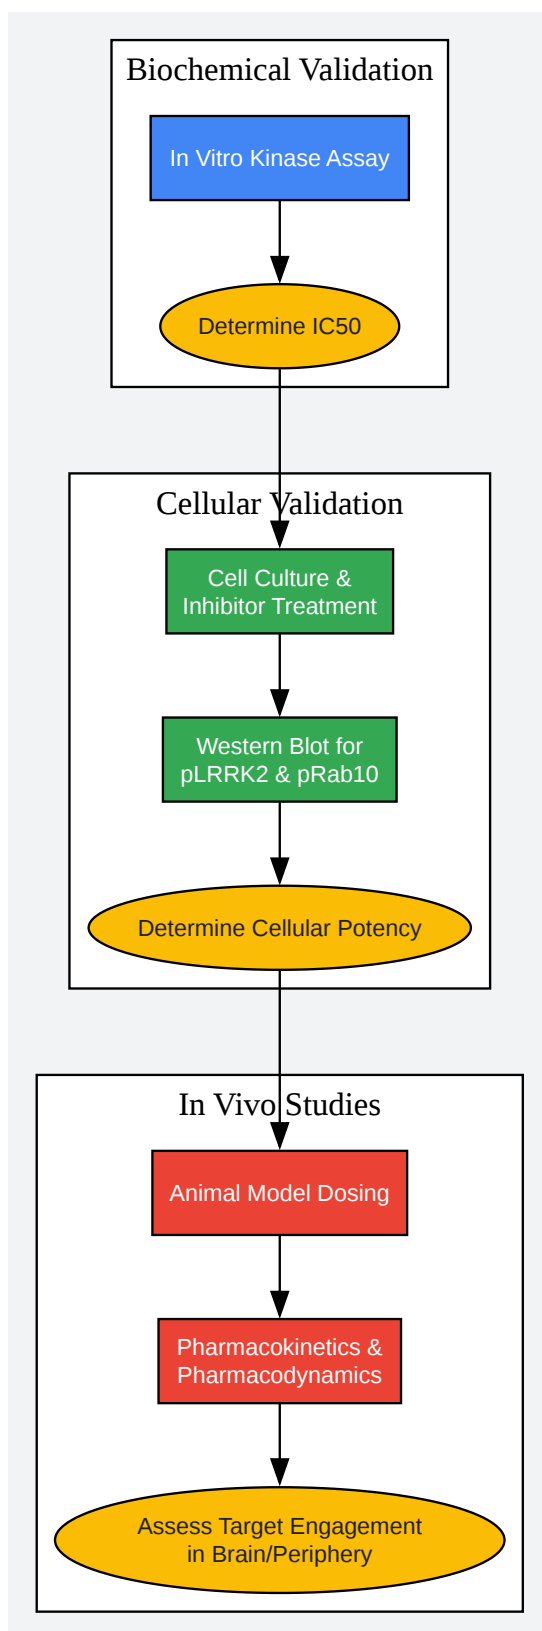 Biochemical Validation
In Vitro Kinase Assay
Determine IC50
Cellular Validation
Cell Culture &
Inhibitor Treatment
Western Blot for
pLRRK2 & pRab10
Determine Cellular Potency
In Vivo Studies
Animal Model Dosing
Pharmacokinetics &
Pharmacodynamics
Assess Target Engagement
in Brain/Periphery